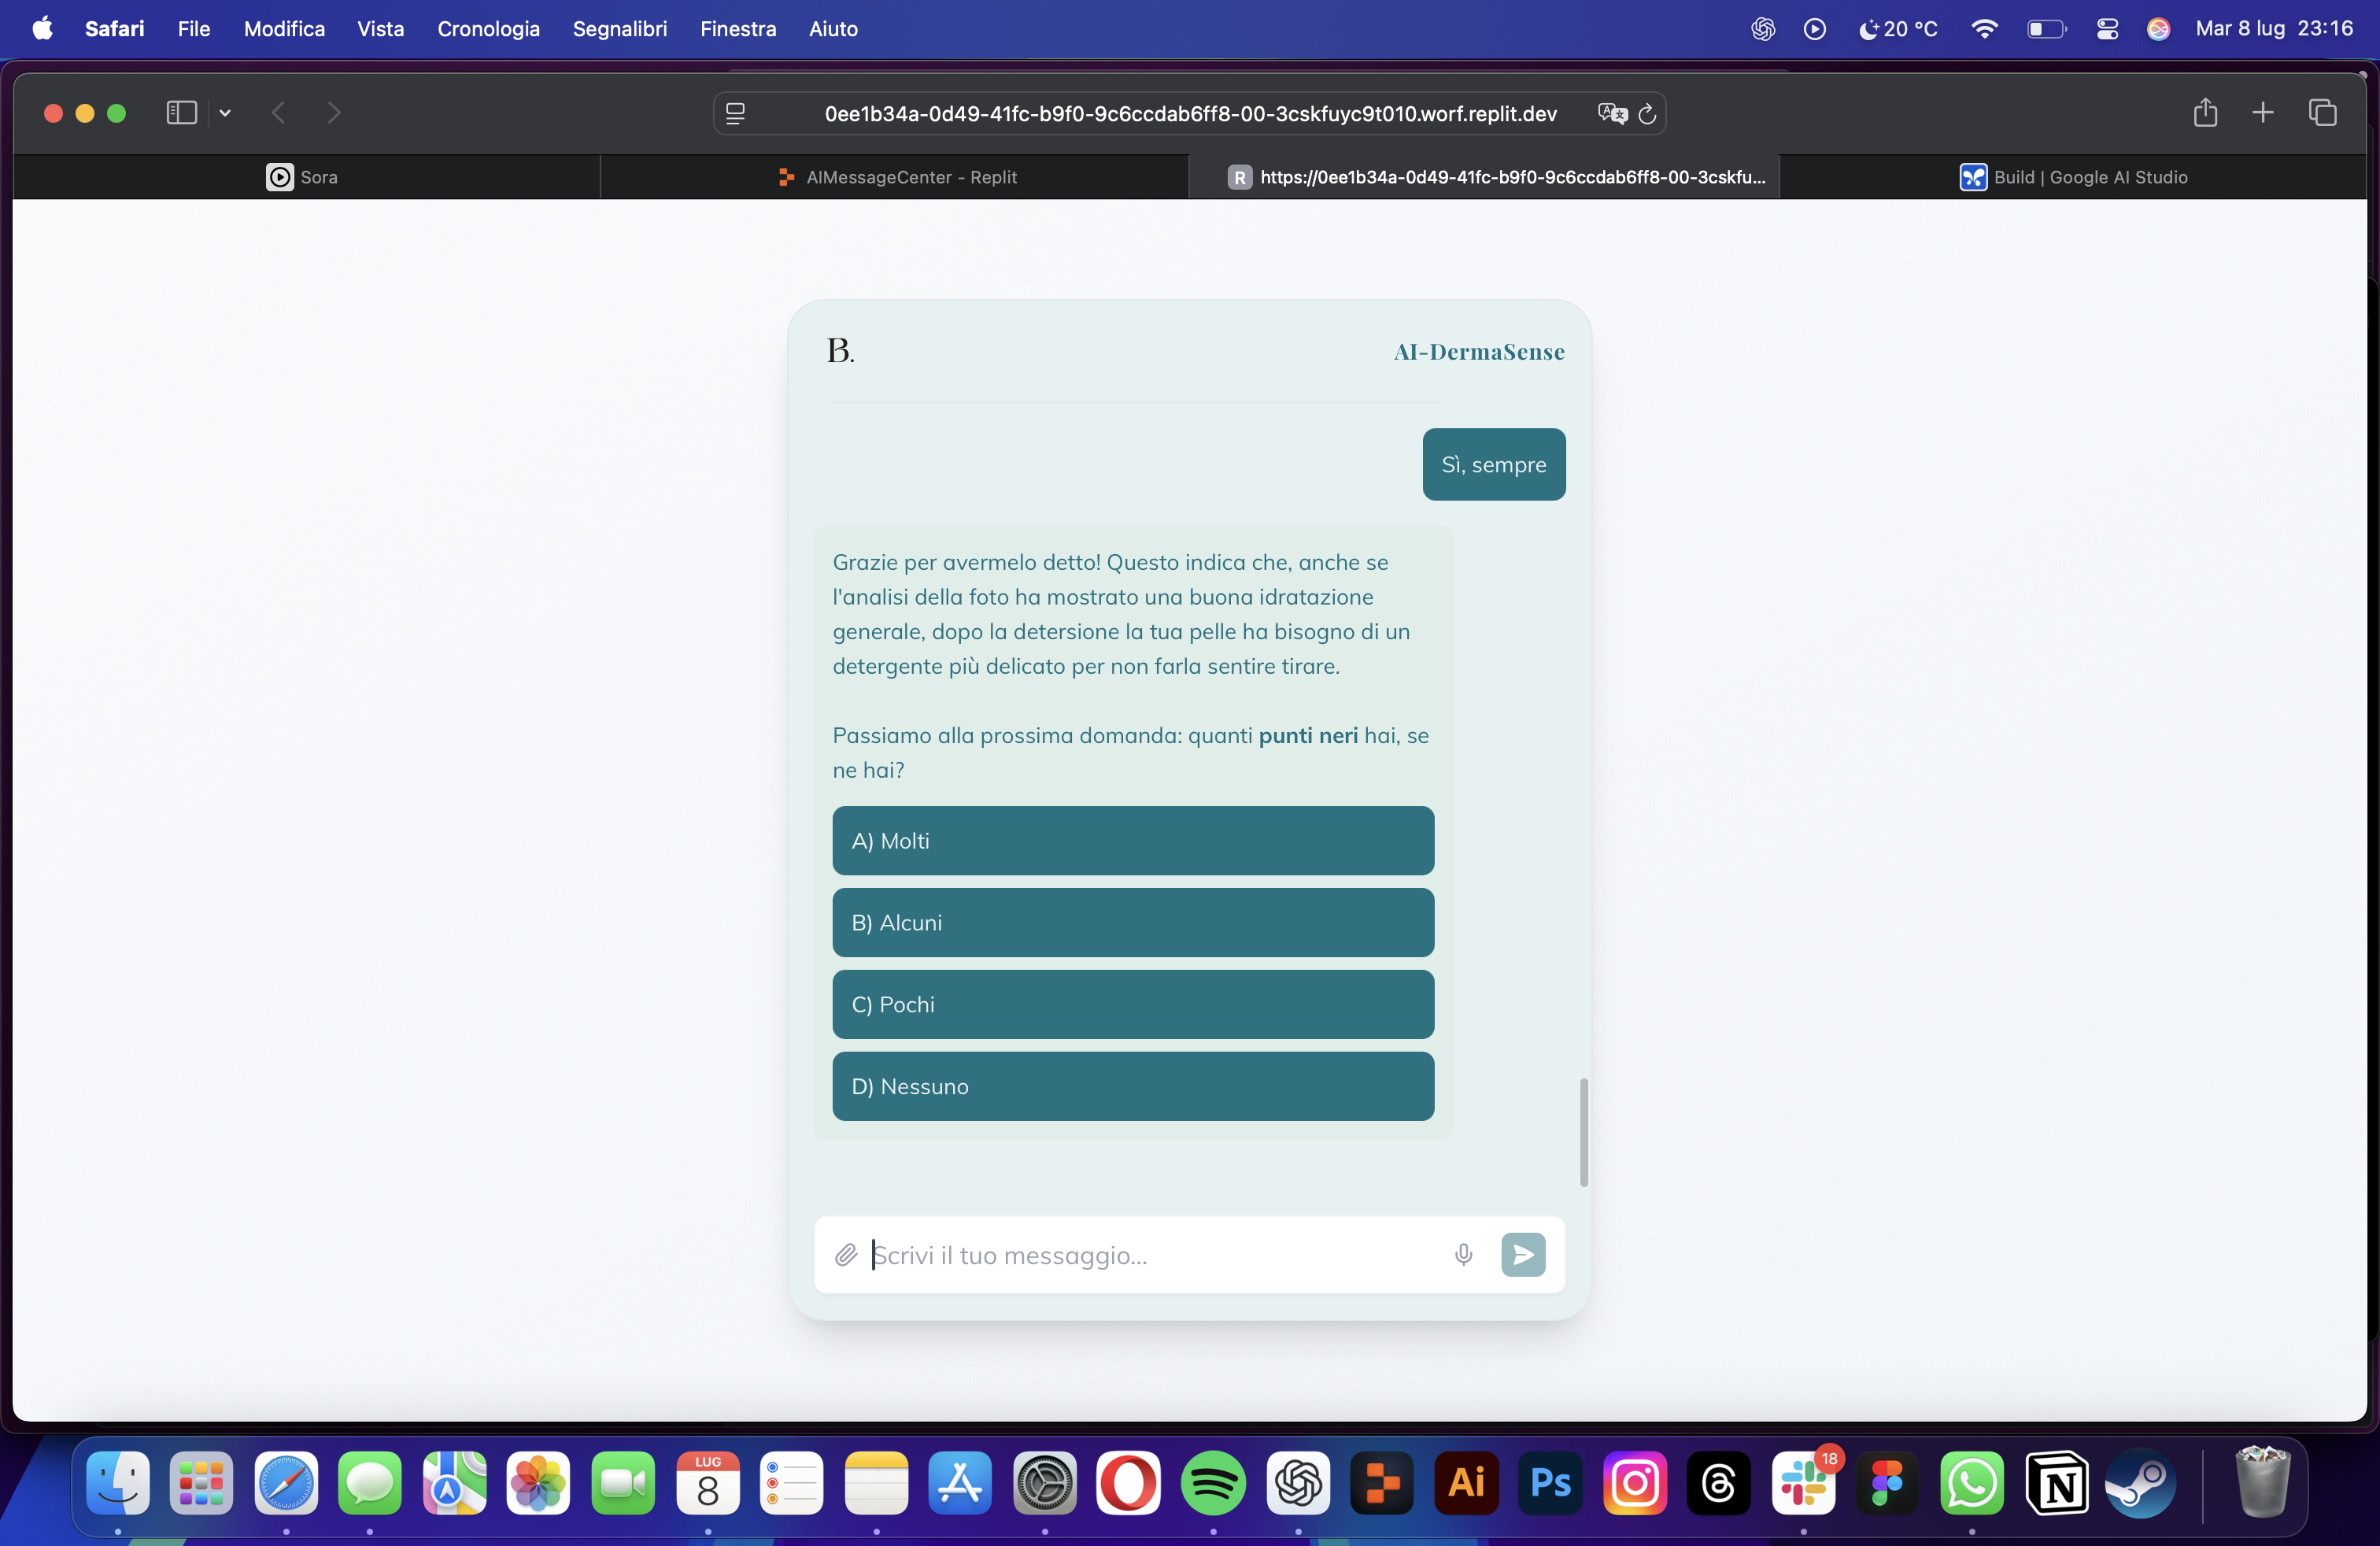 Safari File Modifica Vista Cronologia Segnalibri Finestra Aiuto 20 °C Mar 8 lug 23:16
0ee1b34a-0d49-41fc-b9f0-9c6ccdab6ff8-00-3cskfuyc9t010.worf.replit.dev
Sora
AIMessageCenter - Replit
R https://0ee1b34a-0d49-41fc-b9f0-9c6ccdab6ff8-00-3cskfu...
Build | Google AI Studio
B.
AI-DermaSense
Sì, sempre
Grazie per avermelo detto! Questo indica che, anche se
l'analisi della foto ha mostrato una buona idratazione
generale, dopo la detersione la tua pelle ha bisogno di un
detergente più delicato per non farla sentire tirare.
Passiamo alla prossima domanda: quanti punti neri hai, se
ne hai?
A) Molti
B) Alcuni
C) Pochi
D) Nessuno
Scrivi il tuo messaggio...
LUG
8
Ai
Ps
18
N